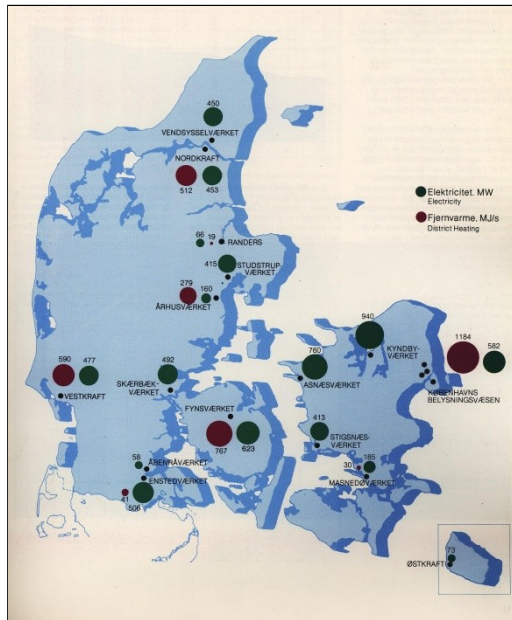 450
VENDSYSSELVÆRKET
NORDKRAFT
512
453
Elektricitet. MW
Electricity
Fjernvarme. MJ/s
District Heating
66
19
RANDERS
415
STUDSTRUP-
VÆRKET
279
160
ÅRHUSVÆRKET
940
KYNDBY-
VÆRKET
1184
582
760
ASNÆSVÆRKET
KØBENHAVNS
BELYSNINGSVÆSEN
590
477
VESTKRAFT
492
SKÆRBÆK-
VÆRKET
FYNSVÆRKET
767
623
413
STIGSNÆS-
VÆRKET
30
185
MASNEDØVÆRKET
58
ÅBENRÅVÆRKET
ENSTEDVÆRKET
41
506
73
ØSTKRAFT